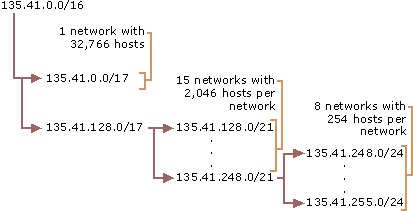 135.41.0.0/16
1 network with
32,766 hosts
135.41.0.0/17
15 networks with
2,046 hosts per
network
8 networks with
254 hosts per
network
135.41.128.0/17
135.41.128.0/21
.
.
.
135.41.248.0/21
135.41.248.0/24
.
.
.
135.41.255.0/24